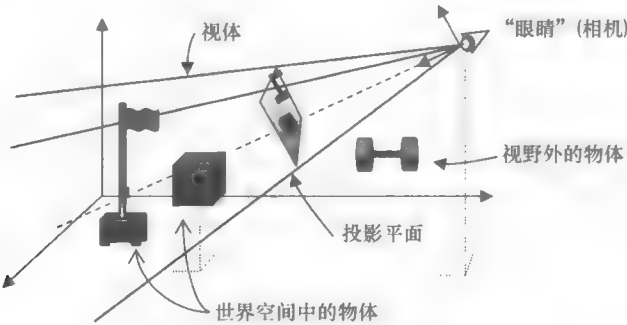 视体
“眼睛”(相机)
视野外的物体
投影平面
世界空间中的物体